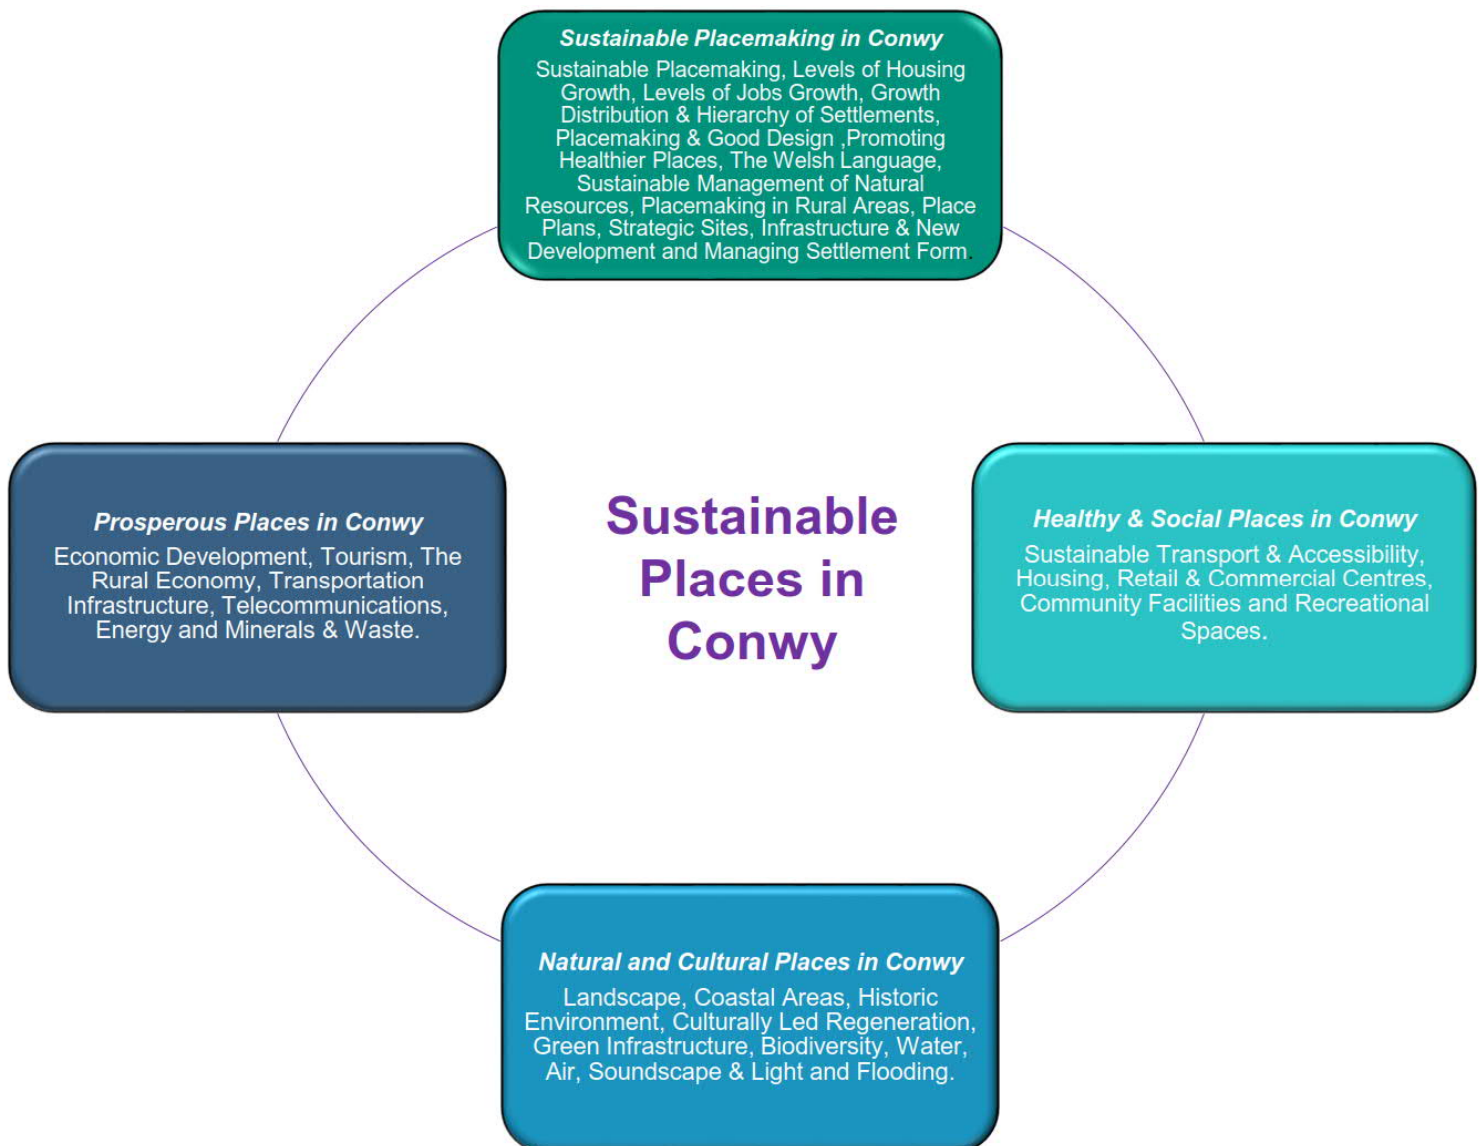 Sustainable Placemaking in Conwy
Sustainable Placemaking, Levels of Housing
Growth, Levels of Jobs Growth, Growth
Distribution & Hierarchy of Settlements,
Placemaking & Good Design ,Promoting
Healthier Places, The Welsh Language,
Sustainable Management of Natural
Resources, Placemaking in Rural Areas, Place
Plans, Strategic Sites, Infrastructure & New
Development and Managing Settlement Form.
Prosperous Places in Conwy
Economic Development, Tourism, The
Rural Economy, Transportation
Infrastructure, Telecommunications,
Energy and Minerals & Waste.
Sustainable
Places in
Conwy
Healthy & Social Places in Conwy
Sustainable Transport & Accessibility,
Housing, Retail & Commercial Centres,
Community Facilities and Recreational
Spaces.
Natural and Cultural Places in Conwy
Landscape, Coastal Areas, Historic
Environment, Culturally Led Regeneration,
Green Infrastructure, Biodiversity, Water,
Air, Soundscape & Light and Flooding.